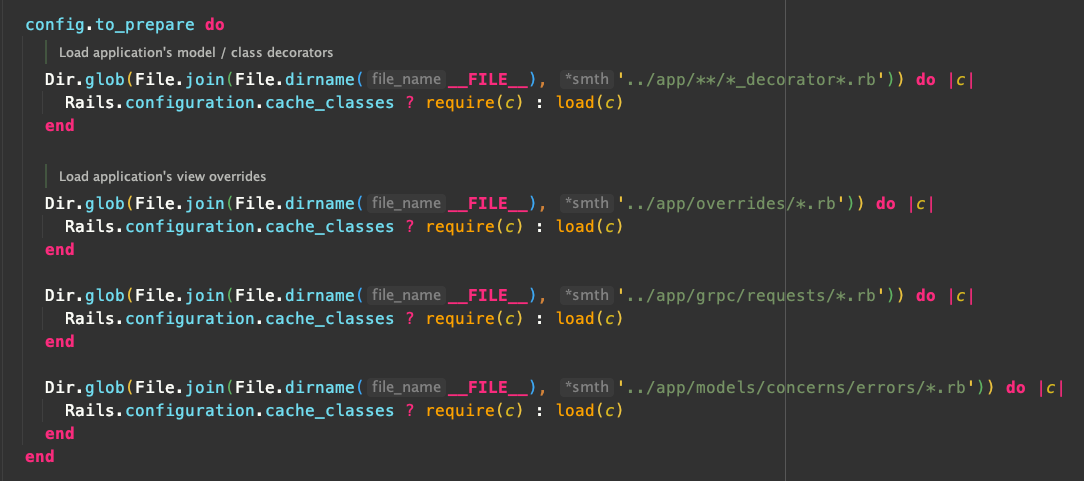 config.to_prepare do
Load application's model / class decorators
Dir.glob(File.join(File.dirname( file_name __FILE__), *smth '../app/**/*_decorator*.rb')) do |c|
Rails.configuration.cache_classes ? require(c) : load(c)
end
Load application's view overrides
Dir.glob(File.join(File.dirname( file_name __FILE__), *smth '../app/overrides/*.rb')) do |c|
Rails.configuration.cache_classes ? require(c) : load(c)
end
Dir.glob(File.join(File.dirname( file_name __FILE__), *smth '../app/grpc/requests/*.rb')) do |c|
Rails.configuration.cache_classes ? require(c) : load(c)
end
Dir.glob(File.join(File.dirname( file_name __FILE__), *smth '../app/models/concerns/errors/*.rb')) do |c|
Rails.configuration.cache_classes ? require(c) : load(c)
end
end